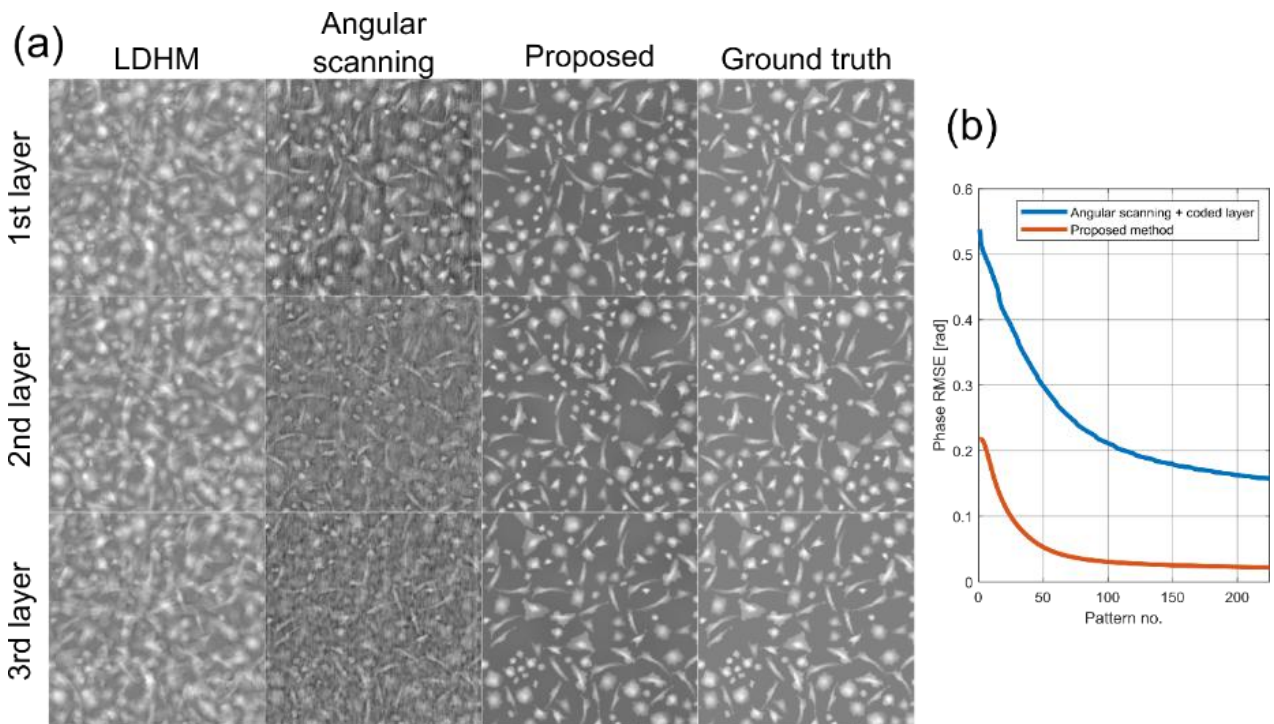 (a)
LDHM
Angular
scanning
Proposed
Ground truth
1st layer
2nd layer
3rd layer
(b)
0.6
0.5
0.4
0.3
0.2
0.1
0
Phase RMSE [rad]
Angular scanning + coded layer
Proposed method
0 50 100 150 200
Pattern no.